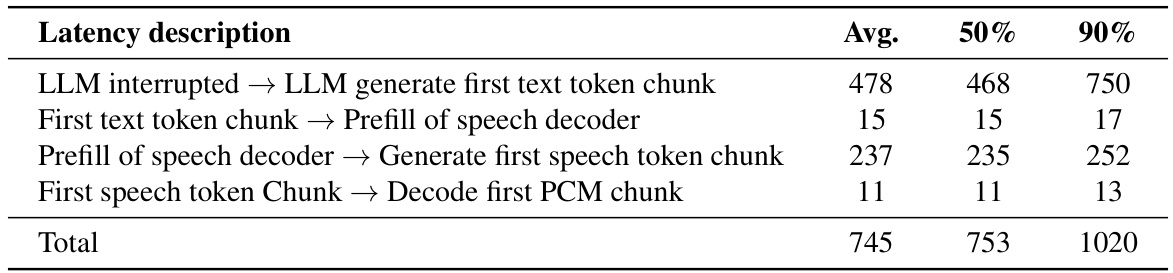 Latency description Avg. 50% 90%
LLM interrupted → LLM generate first text token chunk 478 468 750
First text token chunk → Prefill of speech decoder 15 15 17
Prefill of speech decoder → Generate first speech token chunk 237 235 252
First speech token Chunk → Decode first PCM chunk 11 11 13
Total 745 753 1020